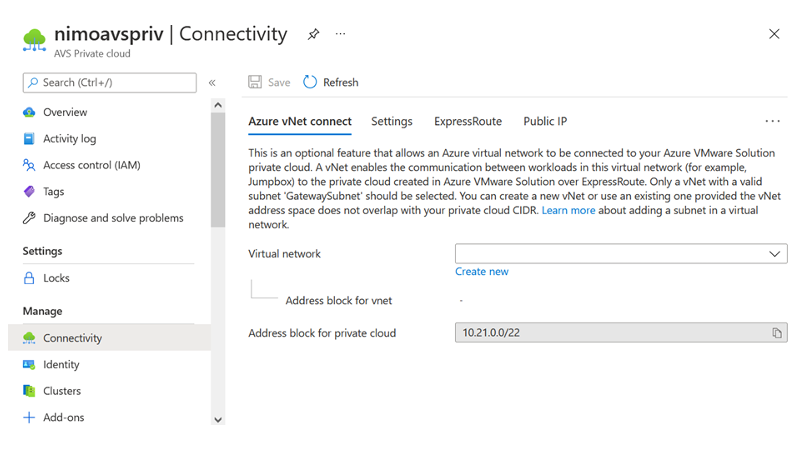 nimoavspriv | Connectivity
AVS Private cloud
Search (Ctrl+/)
Overview
Activity log
Access control (IAM)
Tags
Diagnose and solve problems
Settings
Locks
Manage
Connectivity
Identity
Clusters
Add-ons
Save
Refresh
Azure vNet connect
Settings
ExpressRoute
Public IP
This is an optional feature that allows an Azure virtual network to be connected to your Azure VMware Solution
private cloud. A vNet enables the communication between workloads in this virtual network (for example,
Jumpbox) to the private cloud created in Azure VMware Solution over ExpressRoute. Only a vNet with a valid
subnet 'GatewaySubnet' should be selected. You can create a new vNet or use an existing one provided the vNet
address space does not overlap with your private cloud CIDR. Learn more about adding a subnet in a virtual
network.
Virtual network
Create new
Address block for vnet
-
Address block for private cloud
10.21.0.0/22